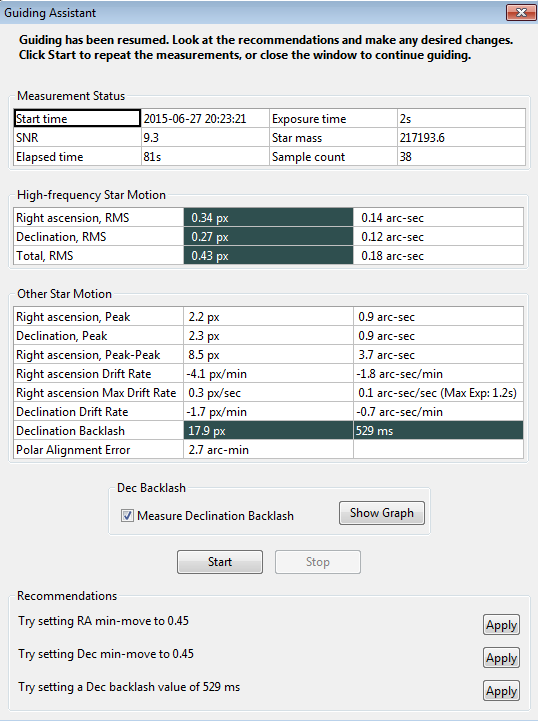 Guiding Assistant
Guiding has been resumed. Look at the recommendations and make any desired changes.
Click Start to repeat the measurements, or close the window to continue guiding.
Measurement Status
Start time 2015-06-27 20:23:21 Exposure time 2s
SNR 9.3 Star mass 217193.6
Elapsed time 81s Sample count 38
High-frequency Star Motion
Right ascension, RMS 0.34 px 0.14 arc-sec
Declination, RMS 0.27 px 0.12 arc-sec
Total, RMS 0.43 px 0.18 arc-sec
Other Star Motion
Right ascension, Peak 2.2 px 0.9 arc-sec
Declination, Peak 2.3 px 0.9 arc-sec
Right ascension, Peak-Peak 8.5 px 3.7 arc-sec
Right ascension Drift Rate -4.1 px/min -1.8 arc-sec/min
Right ascension Max Drift Rate 0.3 px/sec 0.1 arc-sec/sec (Max Exp: 1.2s)
Declination Drift Rate -1.7 px/min -0.7 arc-sec/min
Declination Backlash 17.9 px 529 ms
Polar Alignment Error 2.7 arc-min
Dec Backlash
Measure Declination Backlash Show Graph
Start Stop
Recommendations
Try setting RA min-move to 0.45 Apply
Try setting Dec min-move to 0.45 Apply
Try setting a Dec backlash value of 529 ms Apply